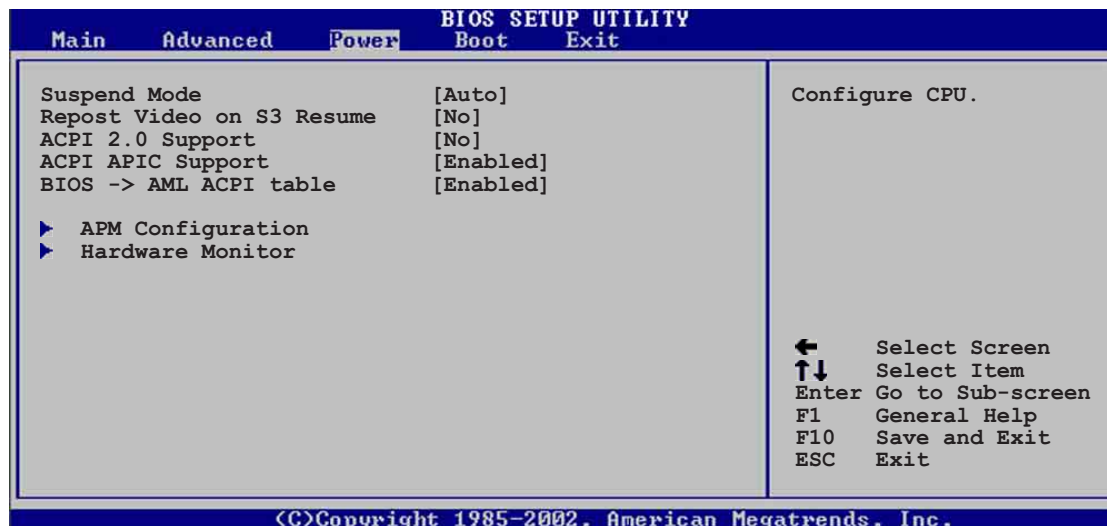 BIOS SETUP UTILITY
Main Advanced Power Boot Exit
Suspend Mode [Auto]
Repost Video on S3 Resume [No]
ACPI 2.0 Support [No]
ACPI APIC Support [Enabled]
BIOS -> AML ACPI table [Enabled]
APM Configuration
Hardware Monitor
Configure CPU.
← Select Screen
↑↓ Select Item
Enter Go to Sub-screen
F1 General Help
F10 Save and Exit
ESC Exit
(C)Copyright 1985-2002, American Megatrends, Inc.